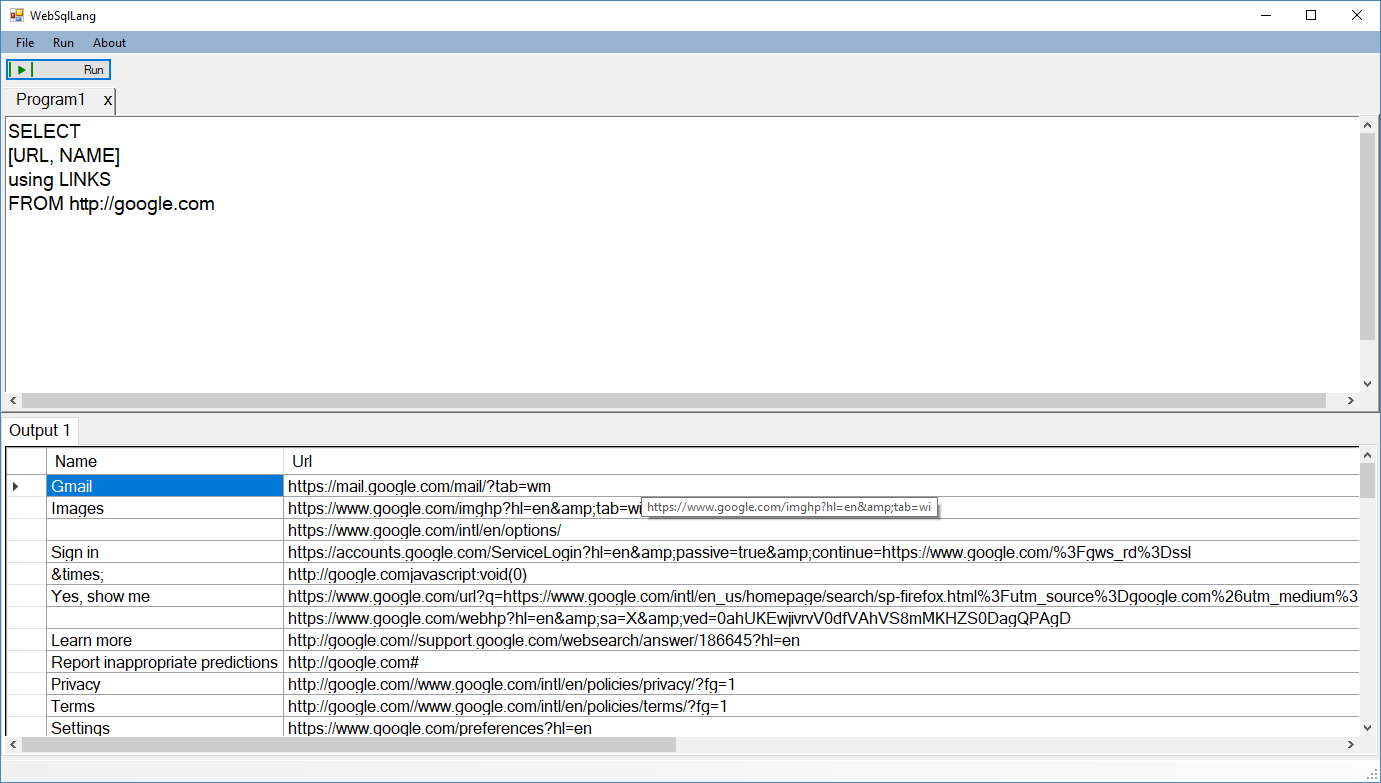 WebSqlLang
File Run About
Run
Program1 x
SELECT
[URL, NAME]
using LINKS
FROM http://google.com
Output 1
Name Url
Gmail https://mail.google.com/mail/?tab=wm
Images https://www.google.com/imghp?hl=en&amp;tab=wi https://www.google.com/imghp?hl=en&amp;tab=wi
https://www.google.com/intl/en/options/
Sign in https://accounts.google.com/ServiceLogin?hl=en&amp;passive=true&amp;continue=https://www.google.com/%3Fgws_rd%3Dssl
&times; http://google.comjavascript:void(0)
Yes, show me https://www.google.com/url?q=https://www.google.com/intl/en_us/homepage/search/sp-firefox.html%3Futm_source%3Dgoogle.com%26utm_medium%3
https://www.google.com/webhp?hl=en&amp;sa=X&amp;ved=0ahUKEwjivrvV0dfVAhVS8mMKHZS0DagQPAgD
Learn more http://google.com//support.google.com/websearch/answer/186645?hl=en
Report inappropriate predictions http://google.com#
Privacy http://google.com//www.google.com/intl/en/policies/privacy/?fg=1
Terms http://google.com//www.google.com/intl/en/policies/terms/?fg=1
Settings https://www.google.com/preferences?hl=en